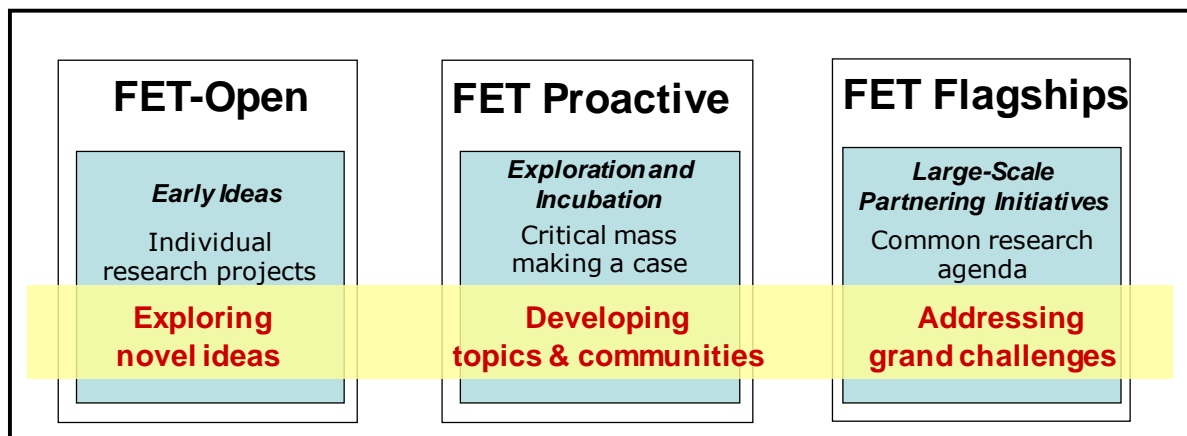 FET-Open
Early Ideas
Individual
research projects
Exploring
novel ideas
FET Proactive
Exploration and
Incubation
Critical mass
making a case
Developing
topics & communities
FET Flagships
Large-Scale
Partnering Initiatives
Common research
agenda
Addressing
grand challenges